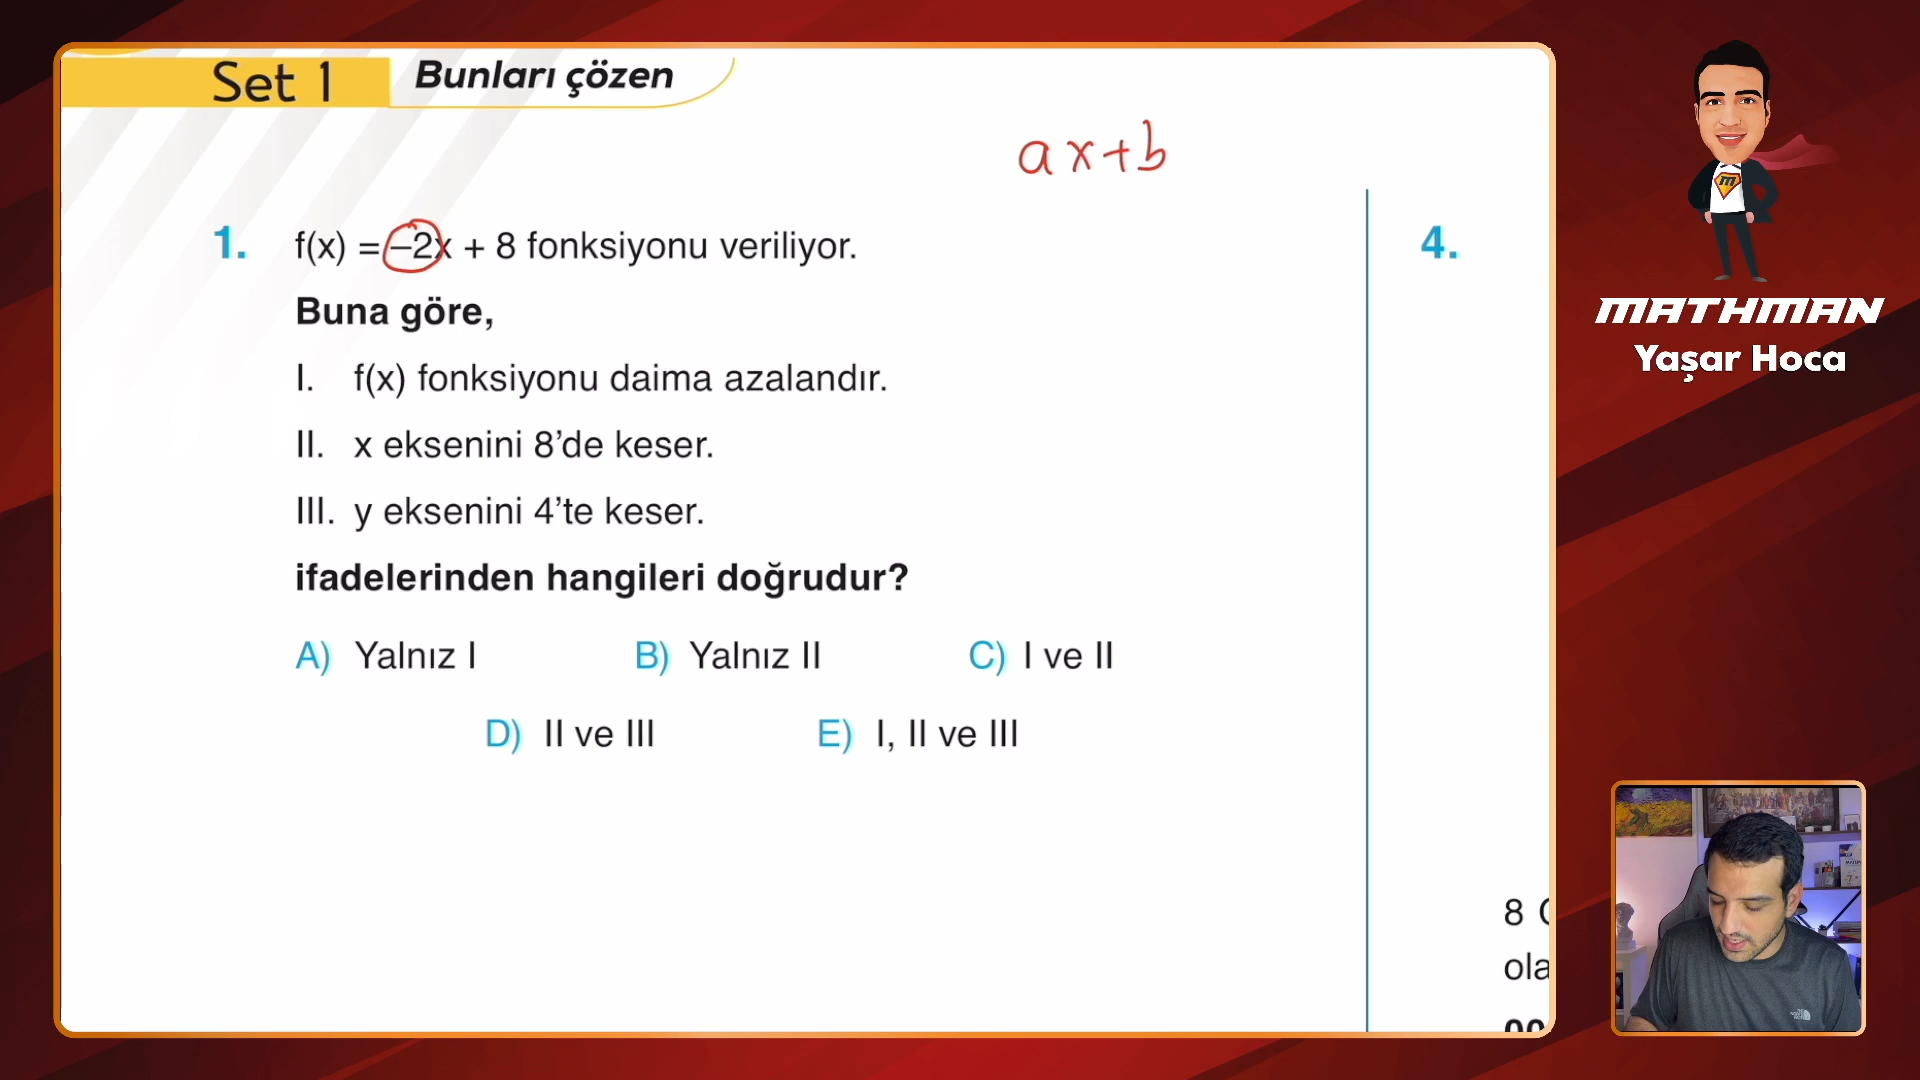 Set 1 Bunları çözen
ax+b
1. f(x) = –2x + 8 fonksiyonu veriliyor.
Buna göre,
I. f(x) fonksiyonu daima azalandır.
II. x eksenini 8’de keser.
III. y eksenini 4’te keser.
ifadelerinden hangileri doğrudur?
A) Yalnız I B) Yalnız II C) I ve II
D) II ve III E) I, II ve III
4.
8
ola
MATHMAN
Yaşar Hoca